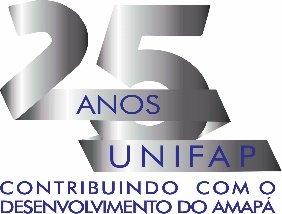 25
ANOS
UNIFAP
CONTRIBUINDO COM O
DESENVOLVIMENTO DO AMAPÁ